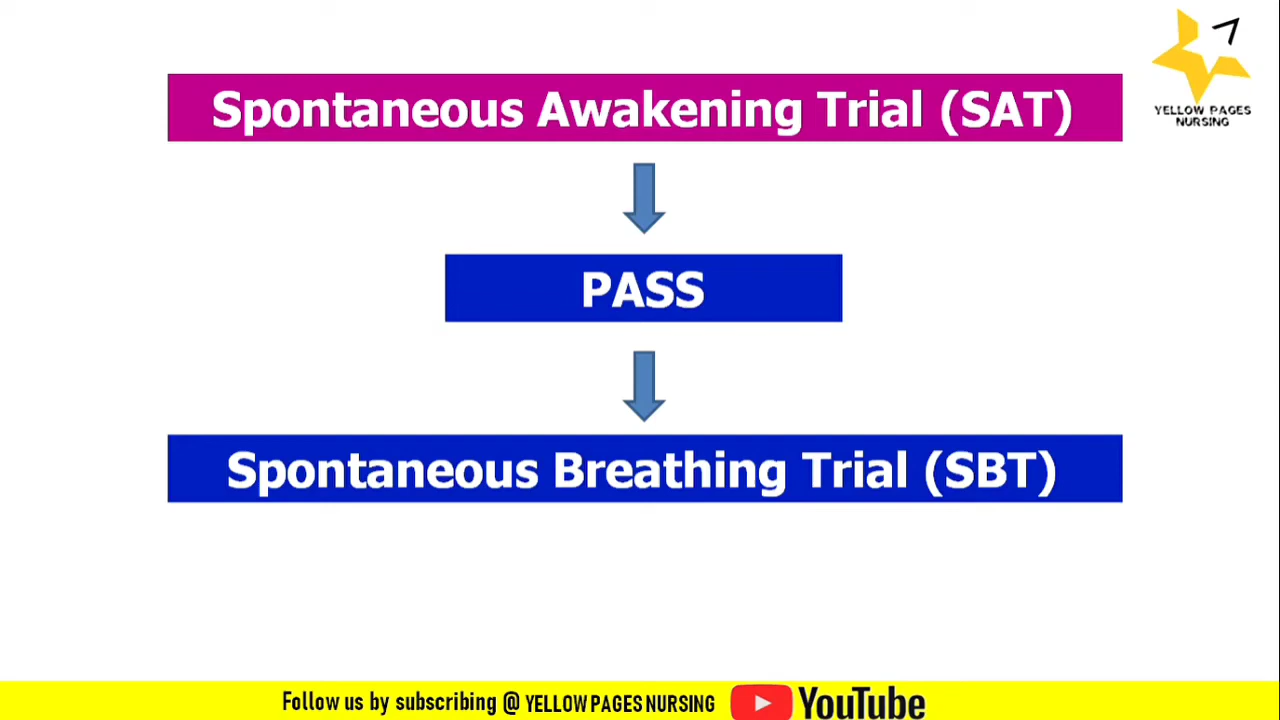 YELLOW PAGES
NURSING
Spontaneous Awakening Trial (SAT)
PASS
Spontaneous Breathing Trial (SBT)
Follow us by subscribing @ YELLOW PAGES NURSING YouTube